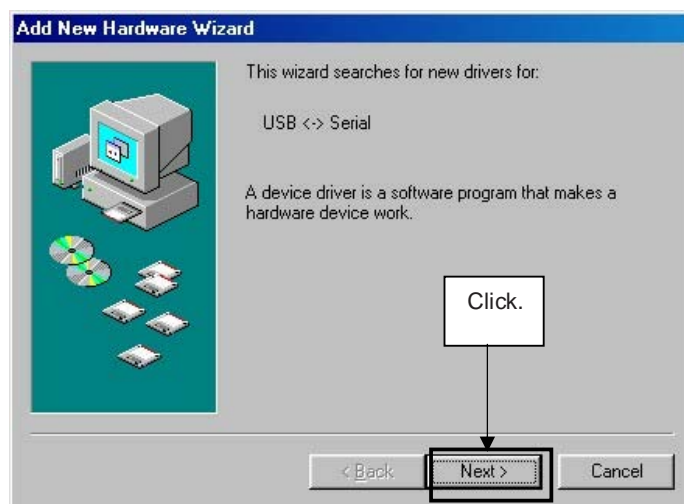 Add New Hardware Wizard
This wizard searches for new drivers for:
USB <-> Serial
A device driver is a software program that makes a
hardware device work.
Click.
< Back
Next >
Cancel